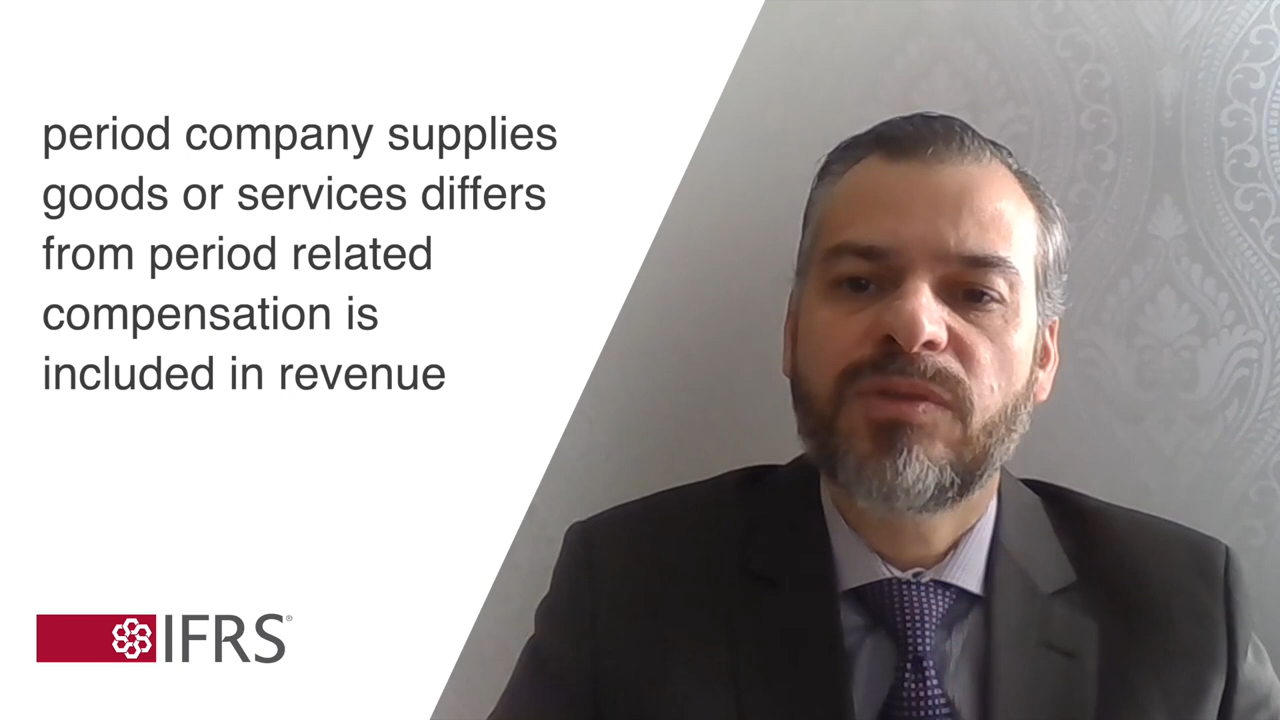 period company supplies
goods or services differs
from period related
compensation is
included in revenue
IFRS®